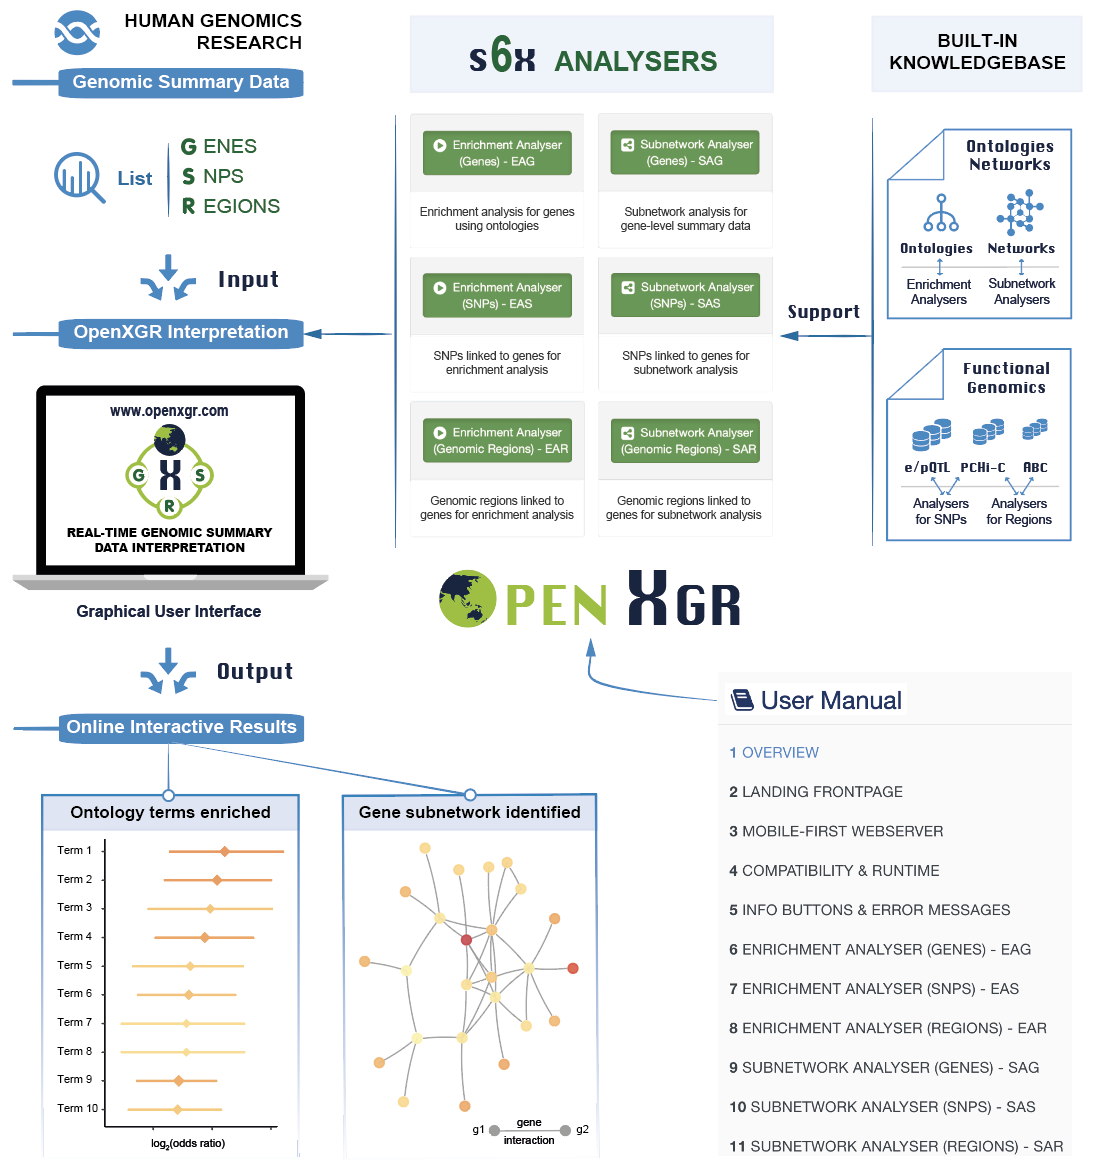 HUMAN GENOMICS
RESEARCH
Genomic Summary Data
List
G ENES
S NPS
R EGIONS
Input
OpenXGR Interpretation
www.openxgr.com
G X S
R
REAL-TIME GENOMIC SUMMARY
DATA INTERPRETATION
Graphical User Interface
Output
Online Interactive Results
s6x ANALYSERS
Enrichment Analyser
(Genes) - EAG
Enrichment analysis for genes
using ontologies
Subnetwork Analyser
(Genes) - SAG
Subnetwork analysis for
gene-level summary data
Enrichment Analyser
(SNPs) - EAS
SNPs linked to genes for
enrichment analysis
Subnetwork Analyser
(SNPs) - SAS
SNPs linked to genes for
subnetwork analysis
Enrichment Analyser
(Genomic Regions) - EAR
Genomic regions linked to
genes for enrichment analysis
Subnetwork Analyser
(Genomic Regions) - SAR
Genomic regions linked to
genes for subnetwork analysis
Support
BUILT-IN
KNOWLEDGEBASE
Ontologies
Networks
Ontologies Networks
Enrichment
Analysers
Subnetwork
Analysers
Functional
Genomics
e/pQTL PCHi-C ABC
Analysers
for SNPs
Analysers
for Regions
OPEN XGR
Ontology terms enriched
Term 1
Term 2
Term 3
Term 4
Term 5
Term 6
Term 7
Term 8
Term 9
Term 10
log2(odds ratio)
Gene subnetwork identified
g1 gene g2
interaction
User Manual
1 OVERVIEW
2 LANDING FRONTPAGE
3 MOBILE-FIRST WEBSERVER
4 COMPATIBILITY & RUNTIME
5 INFO BUTTONS & ERROR MESSAGES
6 ENRICHMENT ANALYSER (GENES) - EAG
7 ENRICHMENT ANALYSER (SNPS) - EAS
8 ENRICHMENT ANALYSER (REGIONS) - EAR
9 SUBNETWORK ANALYSER (GENES) - SAG
10 SUBNETWORK ANALYSER (SNPS) - SAS
11 SUBNETWORK ANALYSER (REGIONS) - SAR